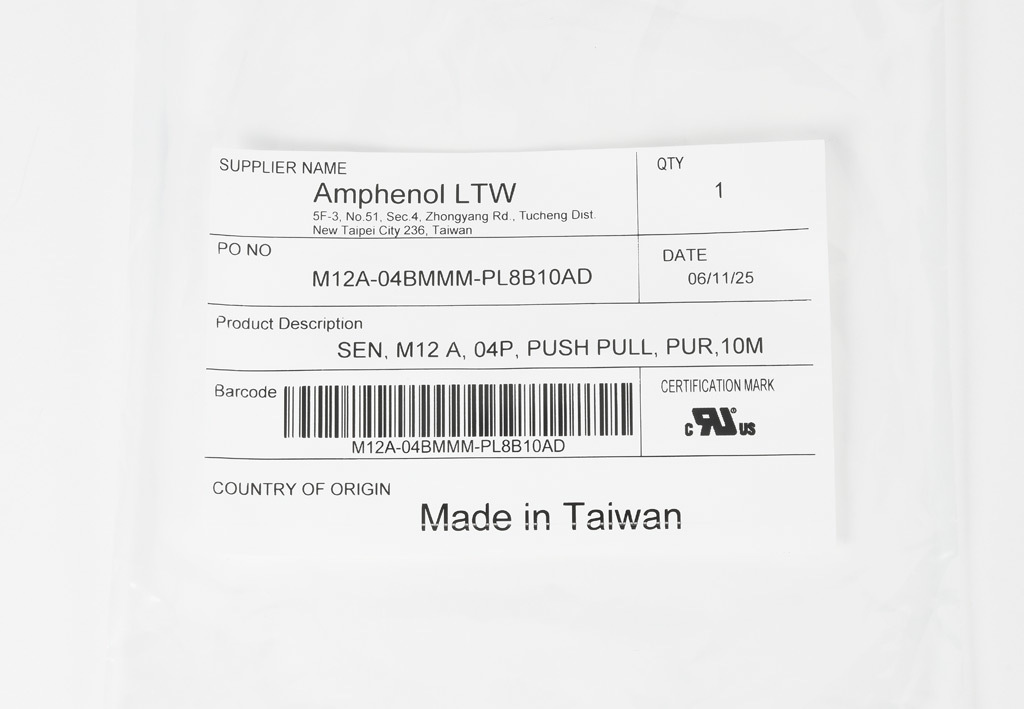 SUPPLIER NAME
Amphenol LTW
5F-3, No.51, Sec.4, Zhongyang Rd., Tucheng Dist.
New Taipei City 236, Taiwan
QTY
1
PO NO
M12A-04BMMM-PL8B10AD
DATE
06/11/25
Product Description
SEN, M12 A, 04P, PUSH PULL, PUR,10M
Barcode
M12A-04BMMM-PL8B10AD
CERTIFICATION MARK
c RU® US
COUNTRY OF ORIGIN
Made in Taiwan